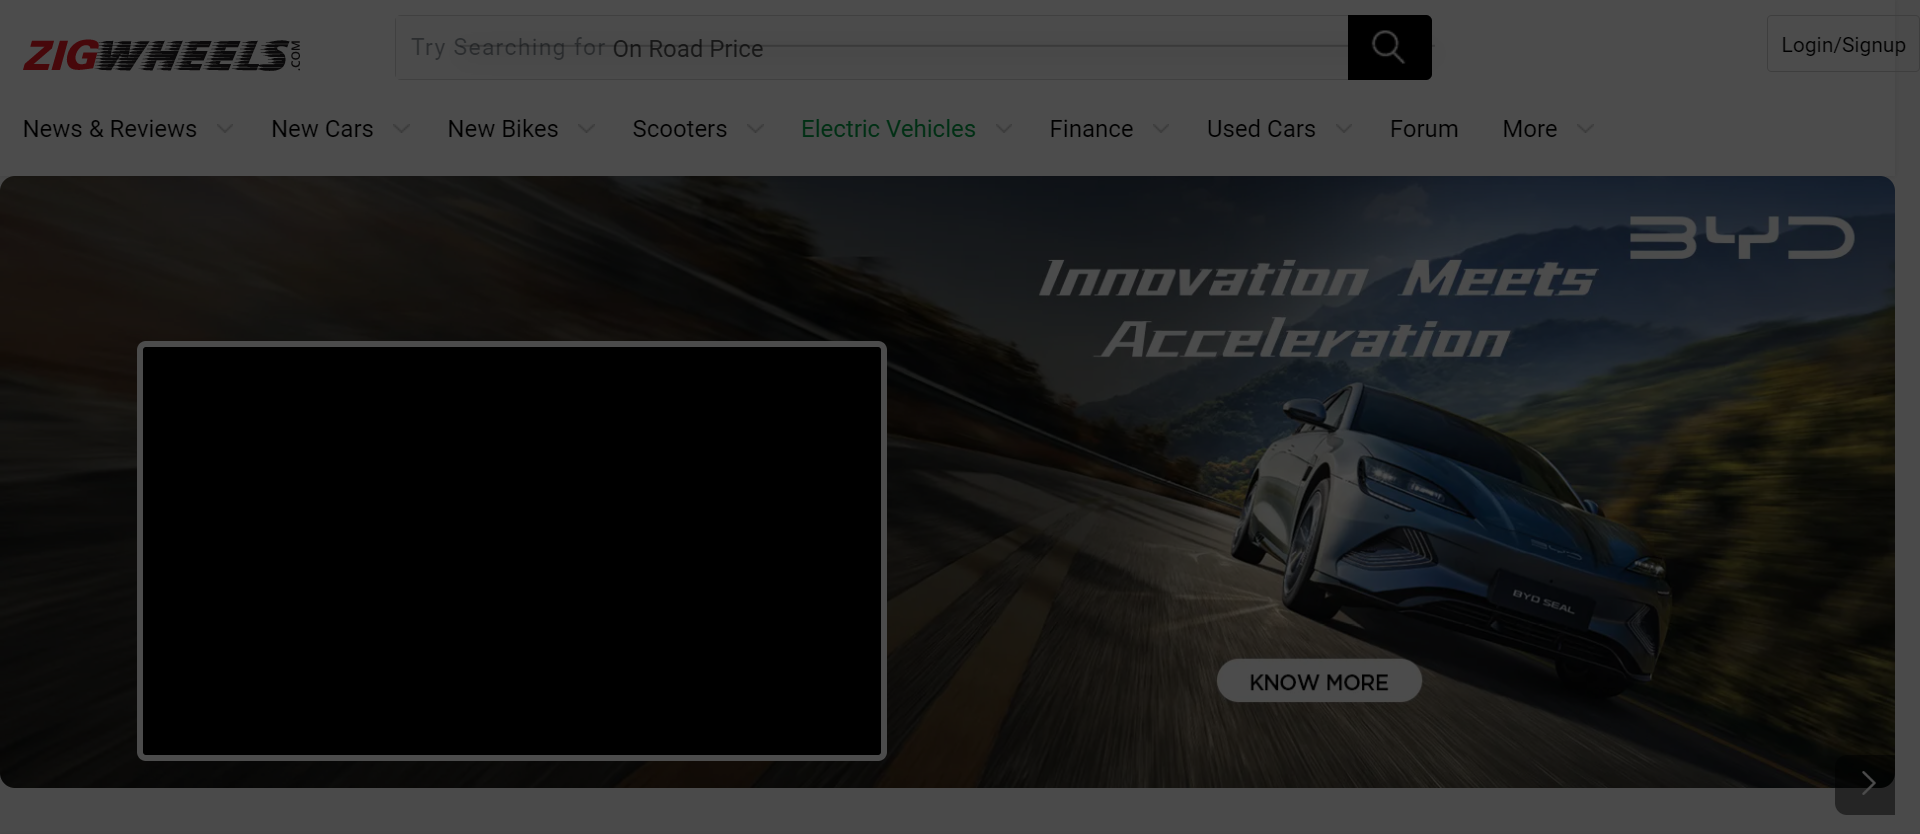 ZIGWHEELS.COM
Try Searching for On Road Price
Login/Signup
News & Reviews
New Cars
New Bikes
Scooters
Electric Vehicles
Finance
Used Cars
Forum
More
BYD
Innovation Meets
Acceleration
BYD
BYD SEAL
KNOW MORE